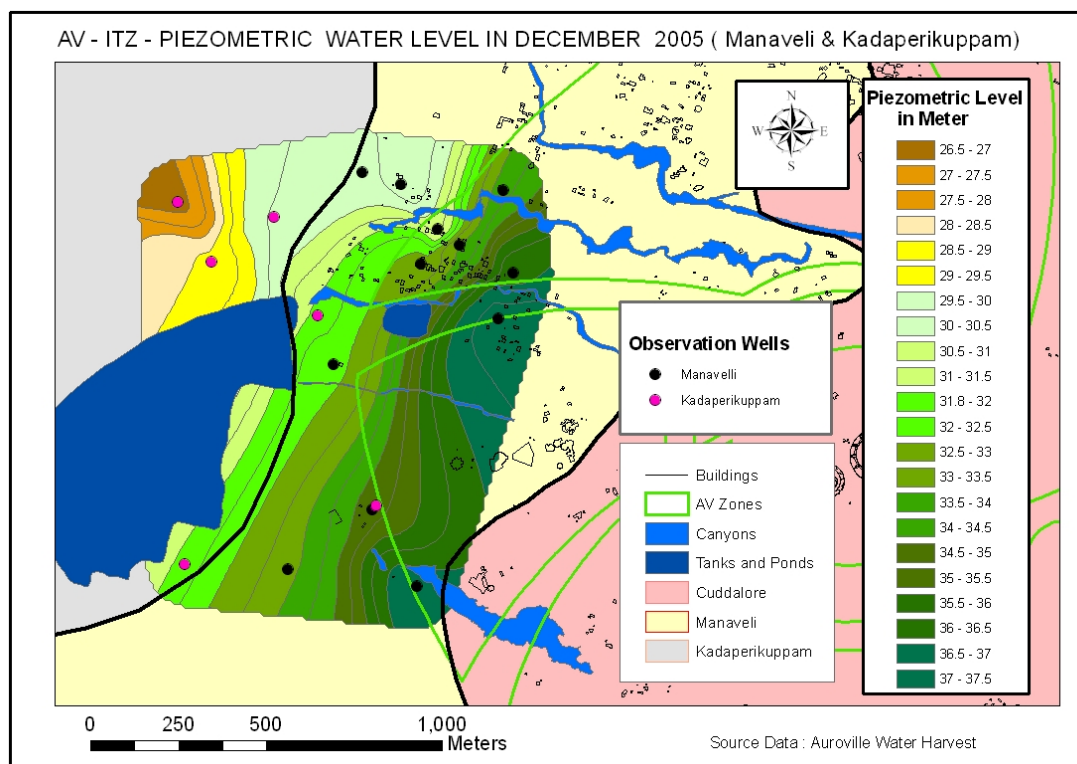 AV - ITZ - PIEZOMETRIC WATER LEVEL IN DECEMBER 2005 ( Manaveli & Kadaperikuppam)
N
W E
S
Piezometric Level
in Meter
26.5 - 27
27 - 27.5
27.5 - 28
28 - 28.5
28.5 - 29
29 - 29.5
29.5 - 30
30 - 30.5
30.5 - 31
31 - 31.5
31.8 - 32
32 - 32.5
32.5 - 33
33 - 33.5
33.5 - 34
34 - 34.5
34.5 - 35
35 - 35.5
35.5 - 36
36 - 36.5
36.5 - 37
37 - 37.5
Observation Wells
Manavelli
Kadaperikuppam
Buildings
AV Zones
Canyons
Tanks and Ponds
Cuddalore
Manaveli
Kadaperikuppam
0 250 500 1,000
Meters
Source Data : Auroville Water Harvest